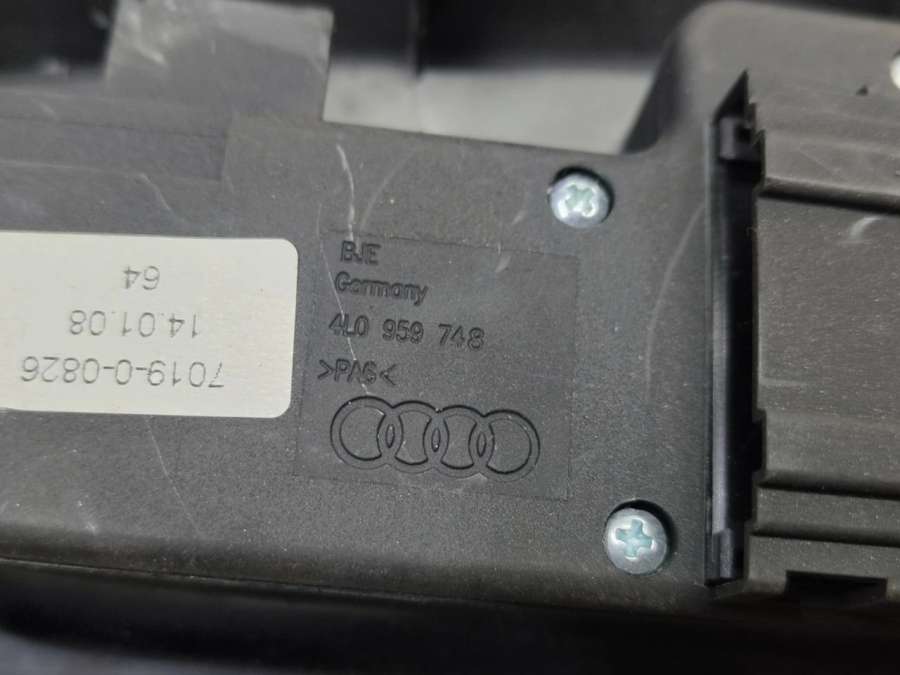 BJE
Germany
4L0 959 748
>PA6<
64
14.01.08
7019-0-0826